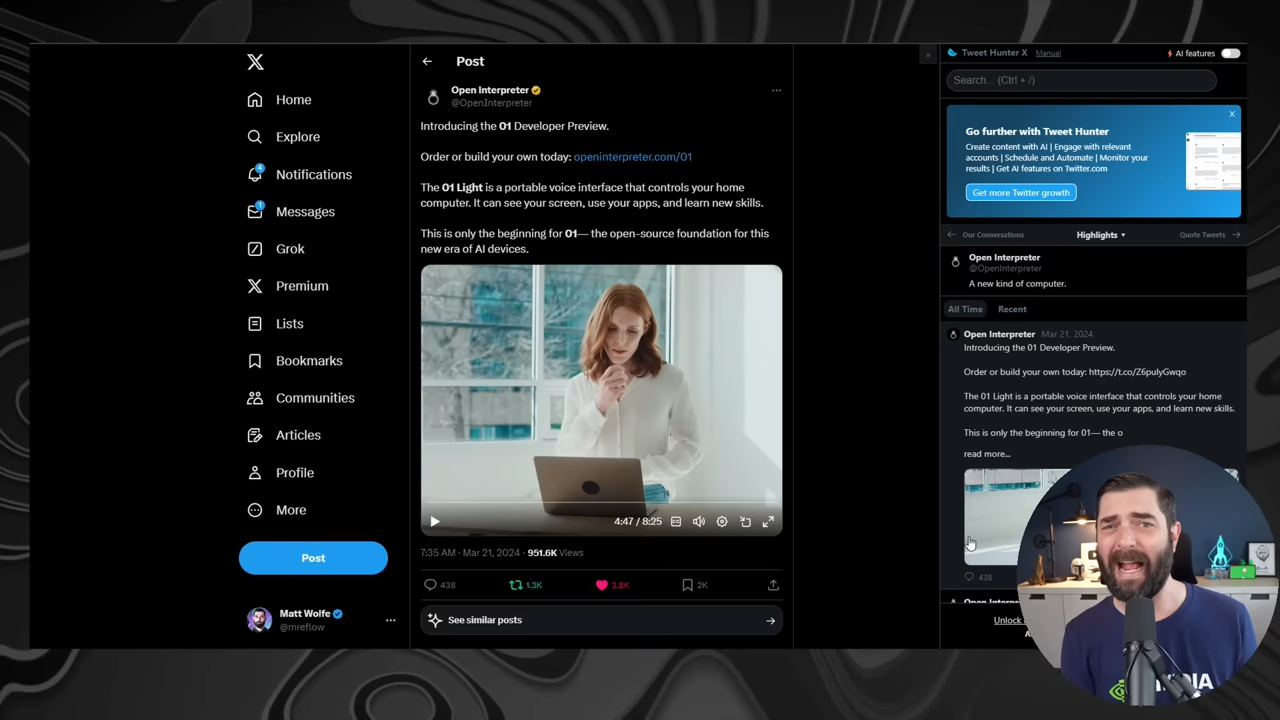 Home
Explore
4
Notifications
1
Messages
Grok
Premium
Lists
Bookmarks
Communities
Articles
Profile
More
Post
Matt Wolfe
@mreflow
Post
Open Interpreter
@OpenInterpreter
Introducing the 01 Developer Preview.
Order or build your own today: openinterpreter.com/01
The 01 Light is a portable voice interface that controls your home
computer. It can see your screen, use your apps, and learn new skills.
This is only the beginning for 01— the open-source foundation for this
new era of AI devices.
4:47 / 8:25
7:35 AM · Mar 21, 2024 · 951.6K Views
438 1.3K 3.8K 2K
See similar posts
Tweet Hunter X Manual AI features
Search... (Ctrl + /)
Go further with Tweet Hunter
Create content with AI | Engage with relevant
accounts | Schedule and Automate | Monitor your
results | Get AI features on Twitter.com
Get more Twitter growth
Our Conversations Highlights Quote Tweets
Open Interpreter
@OpenInterpreter
A new kind of computer.
All Time Recent
Open Interpreter Mar 21, 2024
Introducing the 01 Developer Preview.
Order or build your own today: https://t.co/Z6pulyGwqo
The 01 Light is a portable voice interface that controls your home
computer. It can see your screen, use your apps, and learn new skills.
This is only the beginning for 01— the o
read more...
438
Unlock